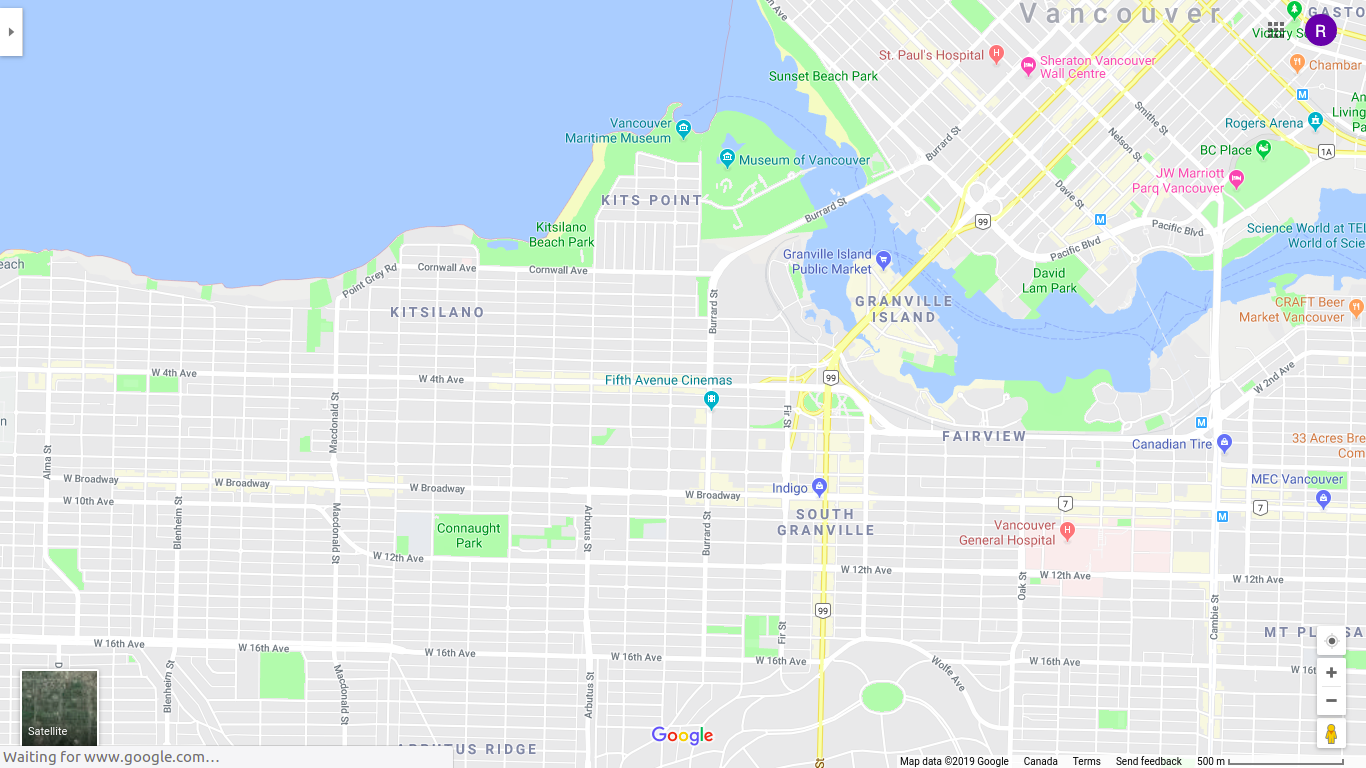 W 2nd Ave
Vancouver
GASTO
Victory S
R
St. Paul's Hospital
H
Sheraton Vancouver
Wall Centre
Chambar
Sunset Beach Park
M
Smithe St
Am
Living
Pa
Vancouver
Maritime Museum
Rogers Arena
Burrard St
Nelson St
BC Place
1A
Museum of Vancouver
JW Marriott
Parq Vancouver
Davie St
KITS POINT
Burrard St
99
M
Pacific Blvd
Kitsilano
Beach Park
Science World at TEL
World of Scie
Pacific Blvd
Granville Island
Public Market
each
Point Grey Rd
Cornwall Ave
Cornwall Ave
David
Lam Park
GRANVILLE
ISLAND
CRAFT Beer
Market Vancouver
Burrard St
KITSILANO
W 4th Ave
W 4th Ave
Fifth Avenue Cinemas
99
W 2nd Ave
Fir St
Macdonald St
n
M
FAIRVIEW
Canadian Tire
33 Acres Bre
Com
Alma St
W Broadway
W Broadway
W Broadway
W Broadway
Indigo
MEC Vancouver
W 10th Ave
7
7
Blenheim St
Macdonald St
Arbutus St
Burrard St
SOUTH
GRANVILLE
M
Connaught
Park
Vancouver
General Hospital
H
W 12th Ave
W 12th Ave
W 12th Ave
W 12th Ave
Oak St
99
Cambie St
Fir St
MT PLEASA
W 16th Ave
W 16th Ave
W 16th Ave
W 16th Ave
W 16th Ave
W 16th Ave
W 16t
D
Blenheim St
Macdonald St
Arbutus St
Wolfe Ave
Satellite
Google
ARBUTUS RIDGE
Waiting for www.google.com…
St
Map data ©2019 Google
Canada
Terms
Send feedback
500 m